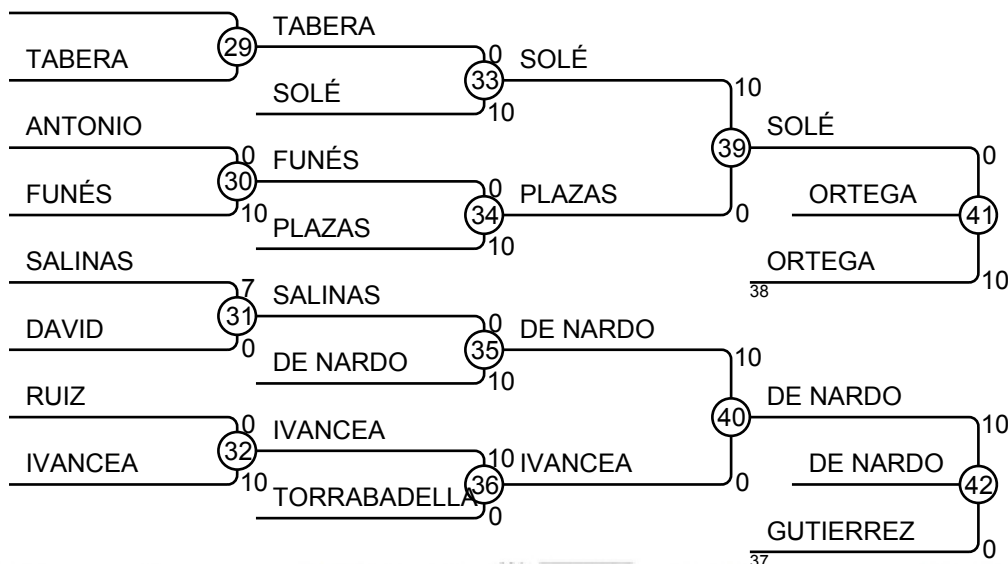 TABERA
29
TABERA
0
33
SOLÉ
10
SOLÉ
10
ANTONIO
0
30
FUNÉS
10
FUNÉS
0
34
PLAZAS
10
PLAZAS
0
39
SOLÉ
0
ORTEGA
41
ORTEGA
38
10
SALINAS
7
31
DAVID
0
SALINAS
0
35
DE NARDO
10
DE NARDO
10
RUIZ
0
32
IVANCEA
10
IVANCEA
10
36
TORRABADELLA
0
IVANCEA
0
40
DE NARDO
10
DE NARDO
42
GUTIERREZ
37
0